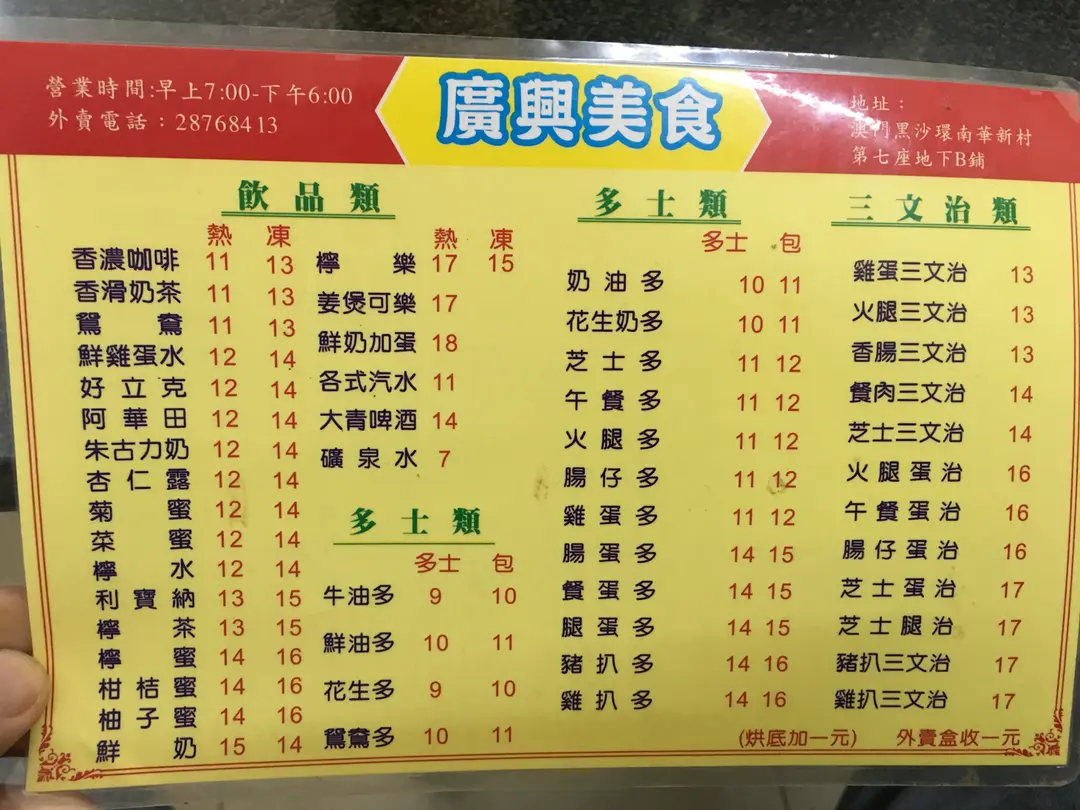 營業時間:早上7:00-下午6:00
外賣電話：28768413
廣興美食
地址：
澳門黑沙環南華新村
第七座地下B鋪
飲品類
熱 凍
香濃咖啡 11 13
香滑奶茶 11 13
鴛鴦 11 13
鮮雞蛋水 12 14
好立克 12 14
阿華田 12 14
朱古力奶 12 14
杏仁露 12 14
菊蜜 12 14
菜蜜 12 14
檸水 12 14
利寶納 13 15
檸茶 13 15
檸蜜 14 16
柑桔蜜 14 16
柚子蜜 14 16
鮮奶 15 14
熱 凍
檸樂 17 15
姜煲可樂 17
鮮奶加蛋 18
各式汽水 11
大青啤酒 14
礦泉水 7
多士類
多士 包
牛油多 9 10
鮮油多 10 11
花生多 9 10
鴛鴦多 10 11
多士類
多士 包
奶油多 10 11
花生奶多 10 11
芝士多 11 12
午餐多 11 12
火腿多 11 12
腸仔多 11 12
雞蛋多 11 12
腸蛋多 14 15
餐蛋多 14 15
腿蛋多 14 15
豬扒多 14 16
雞扒多 14 16
三文治類
雞蛋三文治 13
火腿三文治 13
香腸三文治 13
餐肉三文治 14
芝士三文治 14
火腿蛋治 16
午餐蛋治 16
腸仔蛋治 16
芝士蛋治 17
芝士腿治 17
豬扒三文治 17
雞扒三文治 17
(烘底加一元) 外賣盒收一元